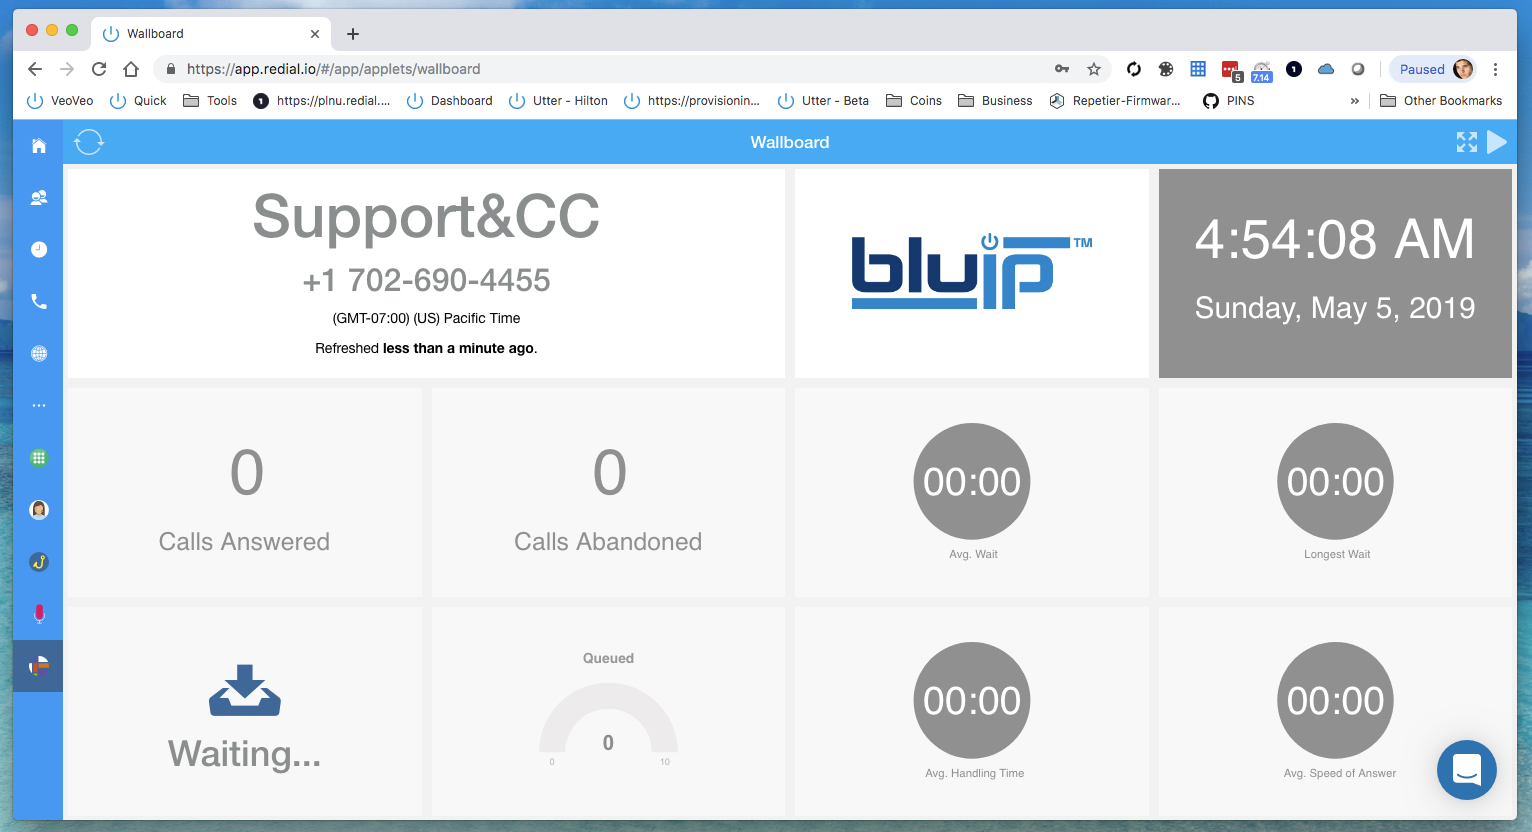 Wallboard
https://app.redial.io/#/app/applets/wallboard
5
7.14
1
Paused
VeoVeo
Quick
Tools
1
https://plnu.redial....
Dashboard
Utter - Hilton
https://provisionin...
Utter - Beta
Coins
Business
Repetier-Firmwar...
PINS
»
Other Bookmarks
Wallboard
Support&CC
+1 702-690-4455
(GMT-07:00) (US) Pacific Time
Refreshed less than a minute ago.
bluip™
4:54:08 AM
Sunday, May 5, 2019
0
Calls Answered
0
Calls Abandoned
00:00
Avg. Wait
00:00
Longest Wait
Waiting...
Queued
0
0
10
00:00
Avg. Handling Time
00:00
Avg. Speed of Answer